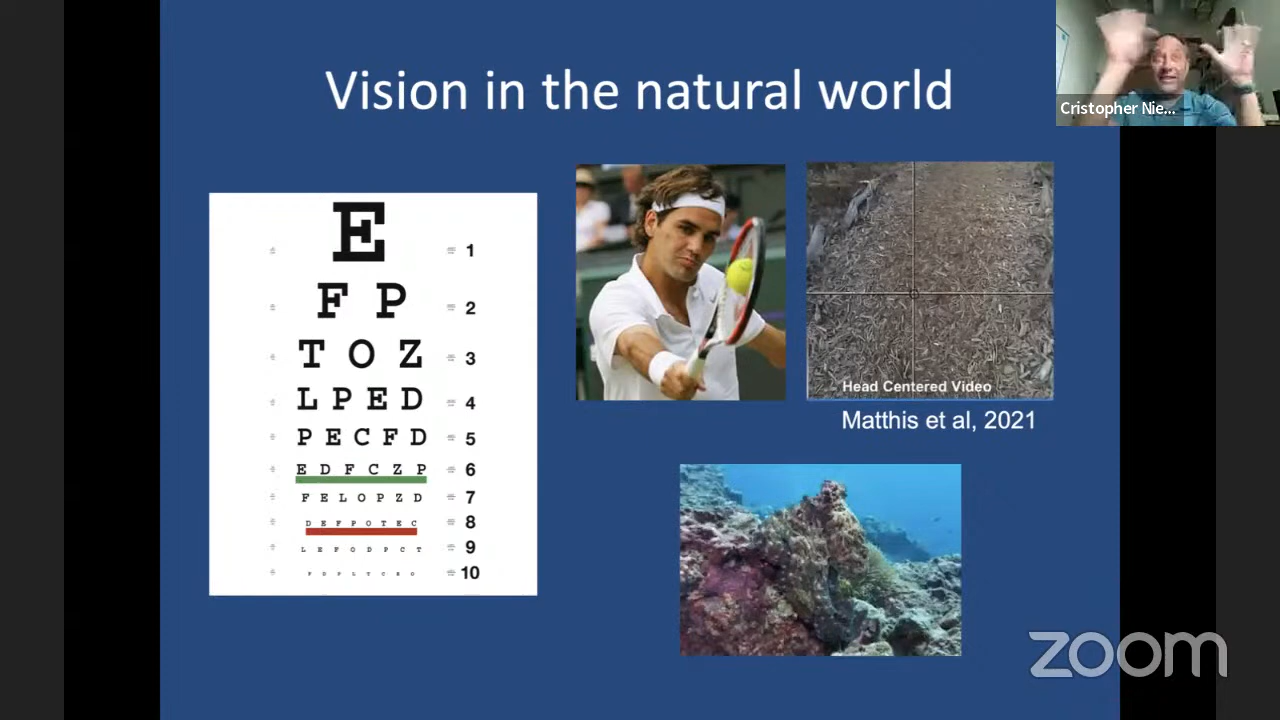 Vision in the natural world
Cristopher Nie...
E 1
F P 2
T O Z 3
L P E D 4
P E C F D 5
E D F C Z P 6
F E L O P Z D 7
D E F P O T E C 8
L E F O D P C T 9
F D P L T C E O 10
Head Centered Video
Matthis et al, 2021
zoom